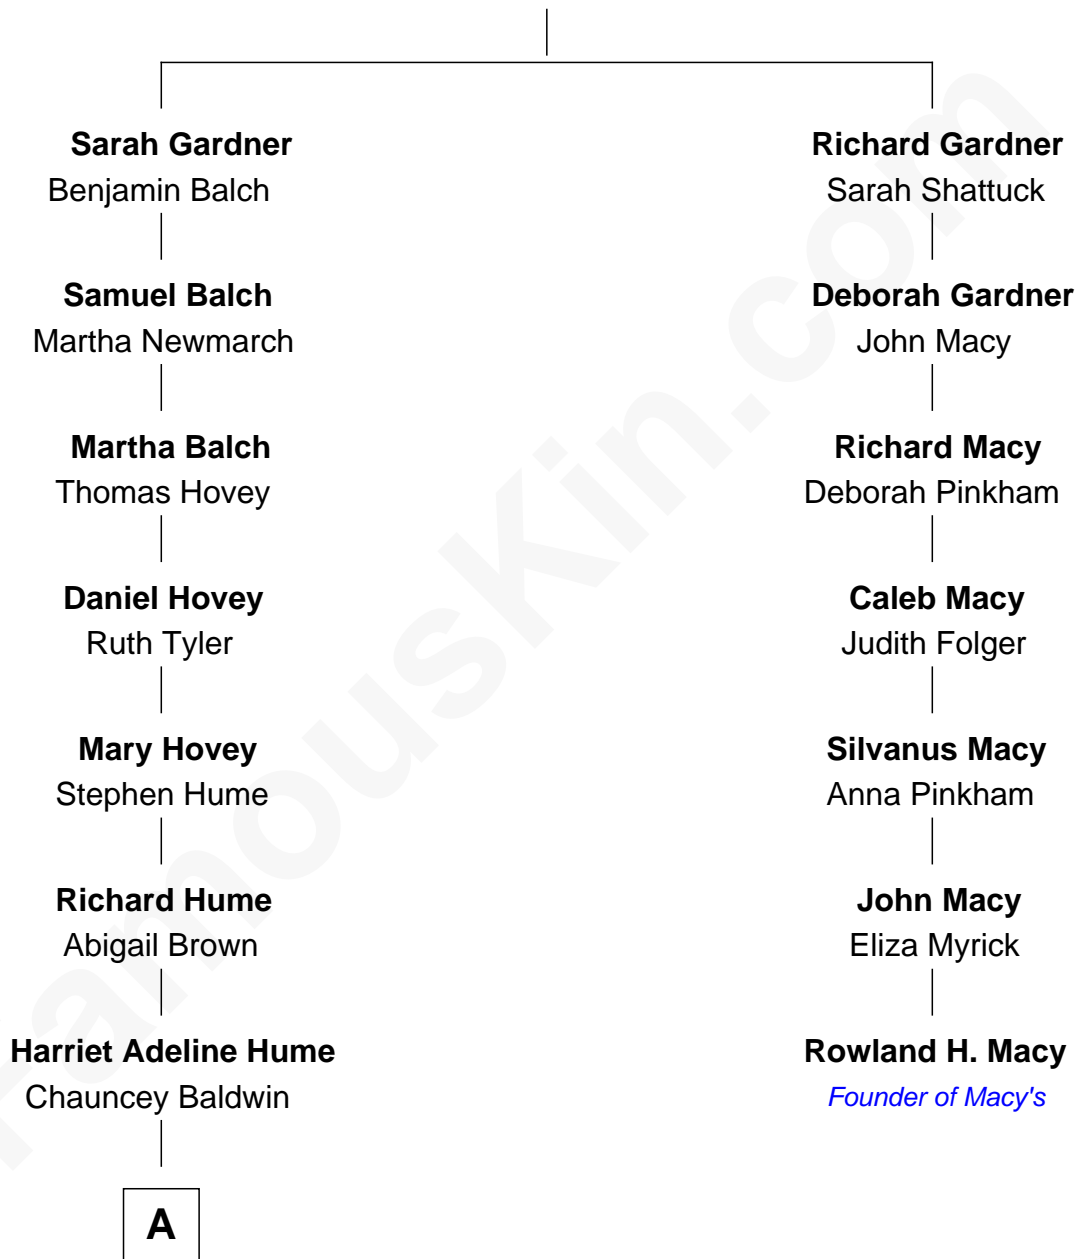 Sarah Gardner
Benjamin Balch
Samuel Balch
Martha Newmarch
Martha Balch
Thomas Hovey
Daniel Hovey
Ruth Tyler
Mary Hovey
Stephen Hume
Richard Hume
Abigail Brown
Harriet Adeline Hume
Chauncey Baldwin
A
Richard Gardner
Sarah Shattuck
Deborah Gardner
John Macy
Richard Macy
Deborah Pinkham
Caleb Macy
Judith Folger
Silvanus Macy
Anna Pinkham
John Macy
Eliza Myrick
Rowland H. Macy
Founder of Macy's
FamousKin.com